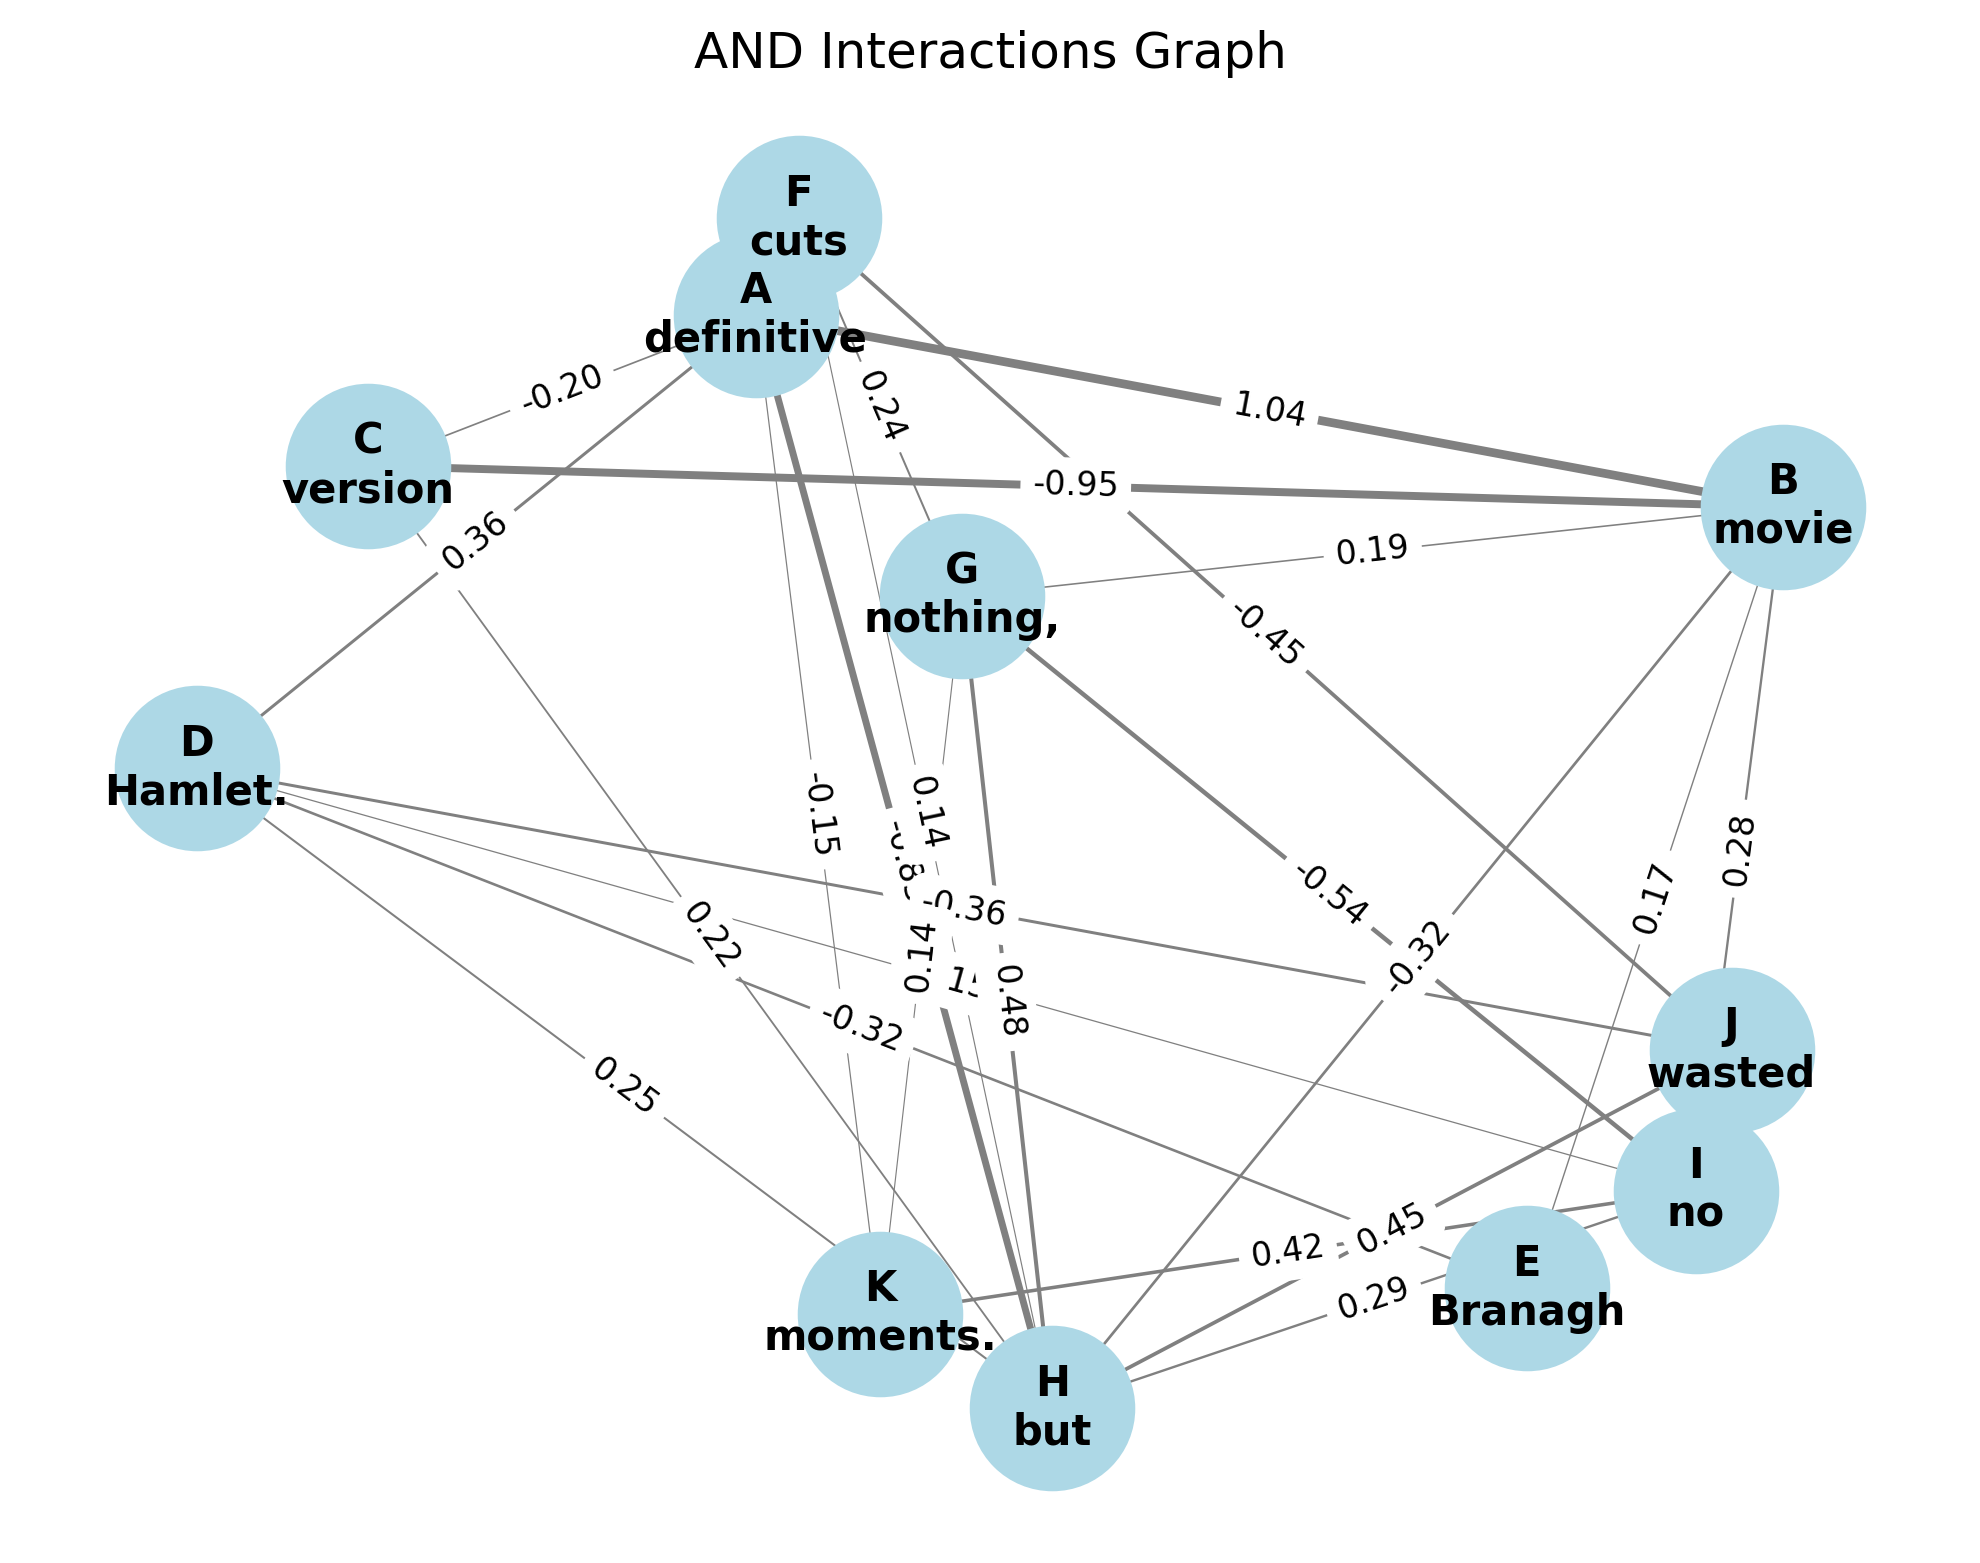 AND Interactions Graph
F
cuts
A
definitive
-0.20
0.24
1.04
C
version
-0.95
B
movie
0.36
0.19
G
nothing,
-0.45
D
Hamlet.
-0.15
0.14
0.28
-0.36
-0.54
0.17
0.22
0.14
0.48
-0.32
-0.32
0.25
J
wasted
I
no
0.45
0.42
0.29
E
Branagh
K
moments.
H
but